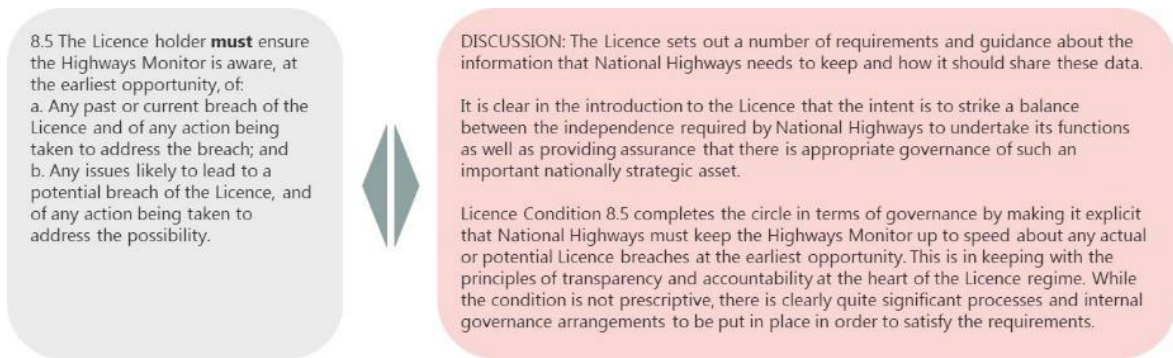 8.5 The Licence holder must ensure
the Highways Monitor is aware, at
the earliest opportunity, of:
a. Any past or current breach of the
Licence and of any action being
taken to address the breach; and
b. Any issues likely to lead to a
potential breach of the Licence, and
of any action being taken to
address the possibility.
DISCUSSION: The Licence sets out a number of requirements and guidance about the
information that National Highways needs to keep and how it should share these data.
It is clear in the introduction to the Licence that the intent is to strike a balance
between the independence required by National Highways to undertake its functions
as well as providing assurance that there is appropriate governance of such an
important nationally strategic asset.
Licence Condition 8.5 completes the circle in terms of governance by making it explicit
that National Highways must keep the Highways Monitor up to speed about any actual
or potential Licence breaches at the earliest opportunity. This is in keeping with the
principles of transparency and accountability at the heart of the Licence regime. While
the condition is not prescriptive, there is clearly quite significant processes and internal
governance arrangements to be put in place in order to satisfy the requirements.